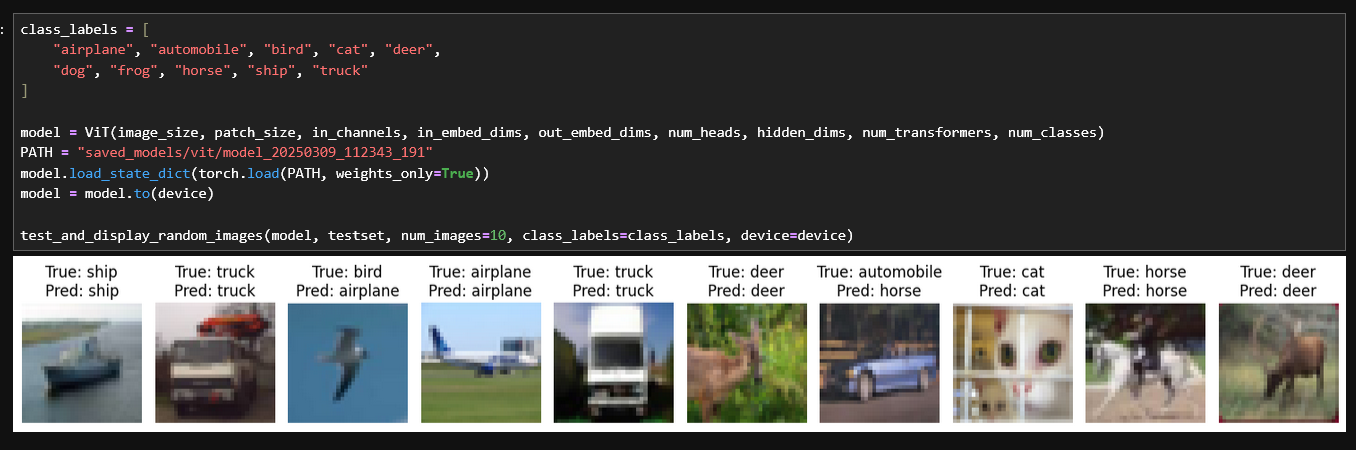 :
class_labels = [
    "airplane", "automobile", "bird", "cat", "deer",
    "dog", "frog", "horse", "ship", "truck"
]
model = ViT(image_size, patch_size, in_channels, in_embed_dims, out_embed_dims, num_heads, hidden_dims, num_transformers, num_classes)
PATH = "saved_models/vit/model_20250309_112343_191"
model.load_state_dict(torch.load(PATH, weights_only=True))
model = model.to(device)
test_and_display_random_images(model, testset, num_images=10, class_labels=class_labels, device=device)
True: ship
Pred: ship
True: truck
Pred: truck
True: bird
Pred: airplane
True: airplane
Pred: airplane
True: truck
Pred: truck
True: deer
Pred: deer
True: automobile
Pred: horse
True: cat
Pred: cat
True: horse
Pred: horse
True: deer
Pred: deer